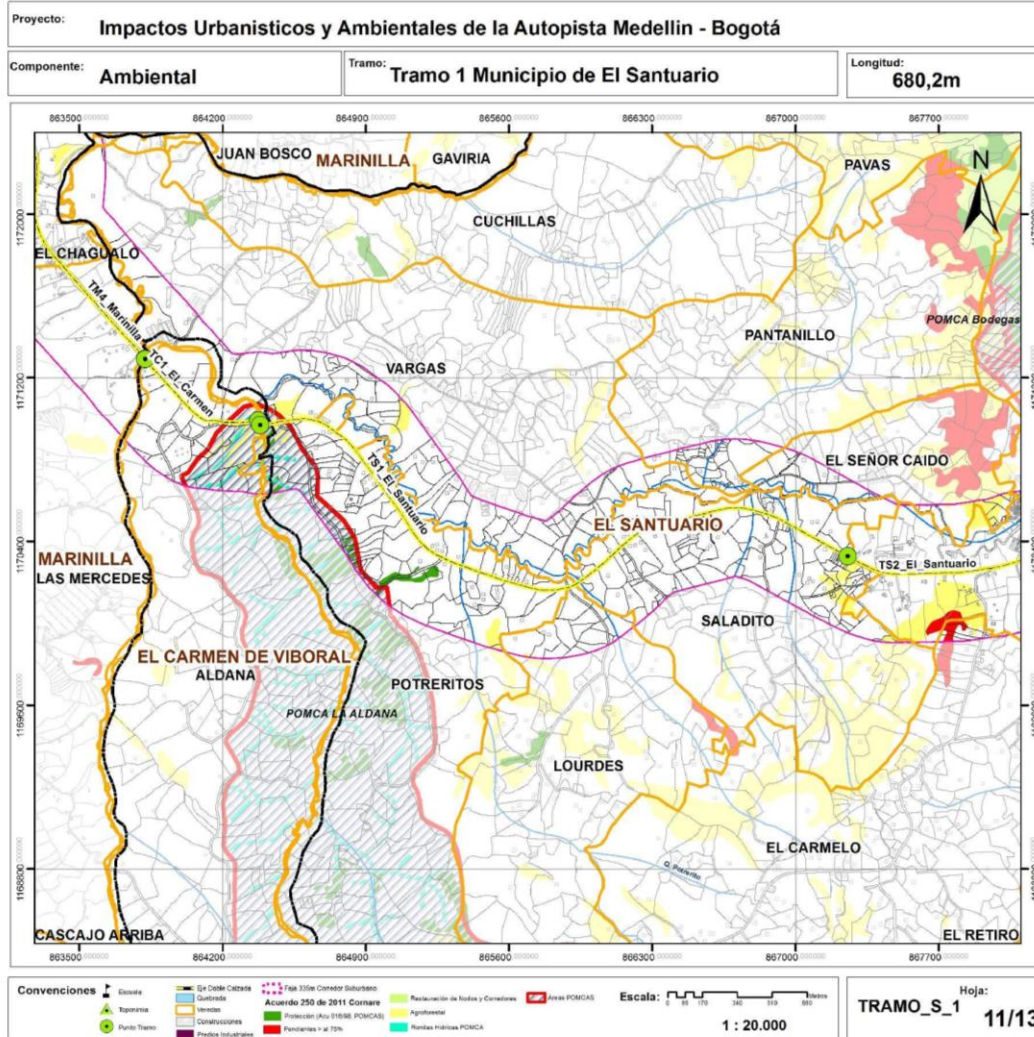 Proyecto: Impactos Urbanisticos y Ambientales de la Autopista Medellin - Bogotá
Componente: Ambiental
Tramo: Tramo 1 Municipio de El Santuario
Longitud: 680,2m
863500 864200 864900 865600 866300 867000 867700
JUAN BOSCO MARINILLA GAVIRIA
PAVAS
N
CUCHILLAS
1172000
EL CHAGUALO
TM4_Marinilla
POMCA Bodegas
PANTANILLO
VARGAS
1171200
TC1_El_Carmen
TS1_El_Santuario
EL SEÑOR CAIDO
EL SANTUARIO
1170400
MARINILLA
LAS MERCEDES
TS2_El_Santuario
SALADITO
EL CARMEN DE VIBORAL
ALDANA
POTRERITOS
POMCA LA ALDANA
1169600
LOURDES
EL CARMELO
1168800
CASCAJO ARRIBA
EL RETIRO
863500 864200 864900 865600 866300 867000 867700
Convenciones
Escuela
Toponimia
Punto Tramo
Eje Doble Calzada
Quebrada
Veredas
Construcciones
Predios Industriales
Faja 335m Corredor Suburbano
Acuerdo 250 de 2011 Cornare
Protección (Acu 016/98, POMCAS)
Pendientes > al 75%
Restauración de Nodos y Corredores
Agroforestal
Rondas Hídricas POMCA
Areas POMCAS
Escala:
Metros
1 : 20.000
TRAMO_S_1
Hoja:
11/13